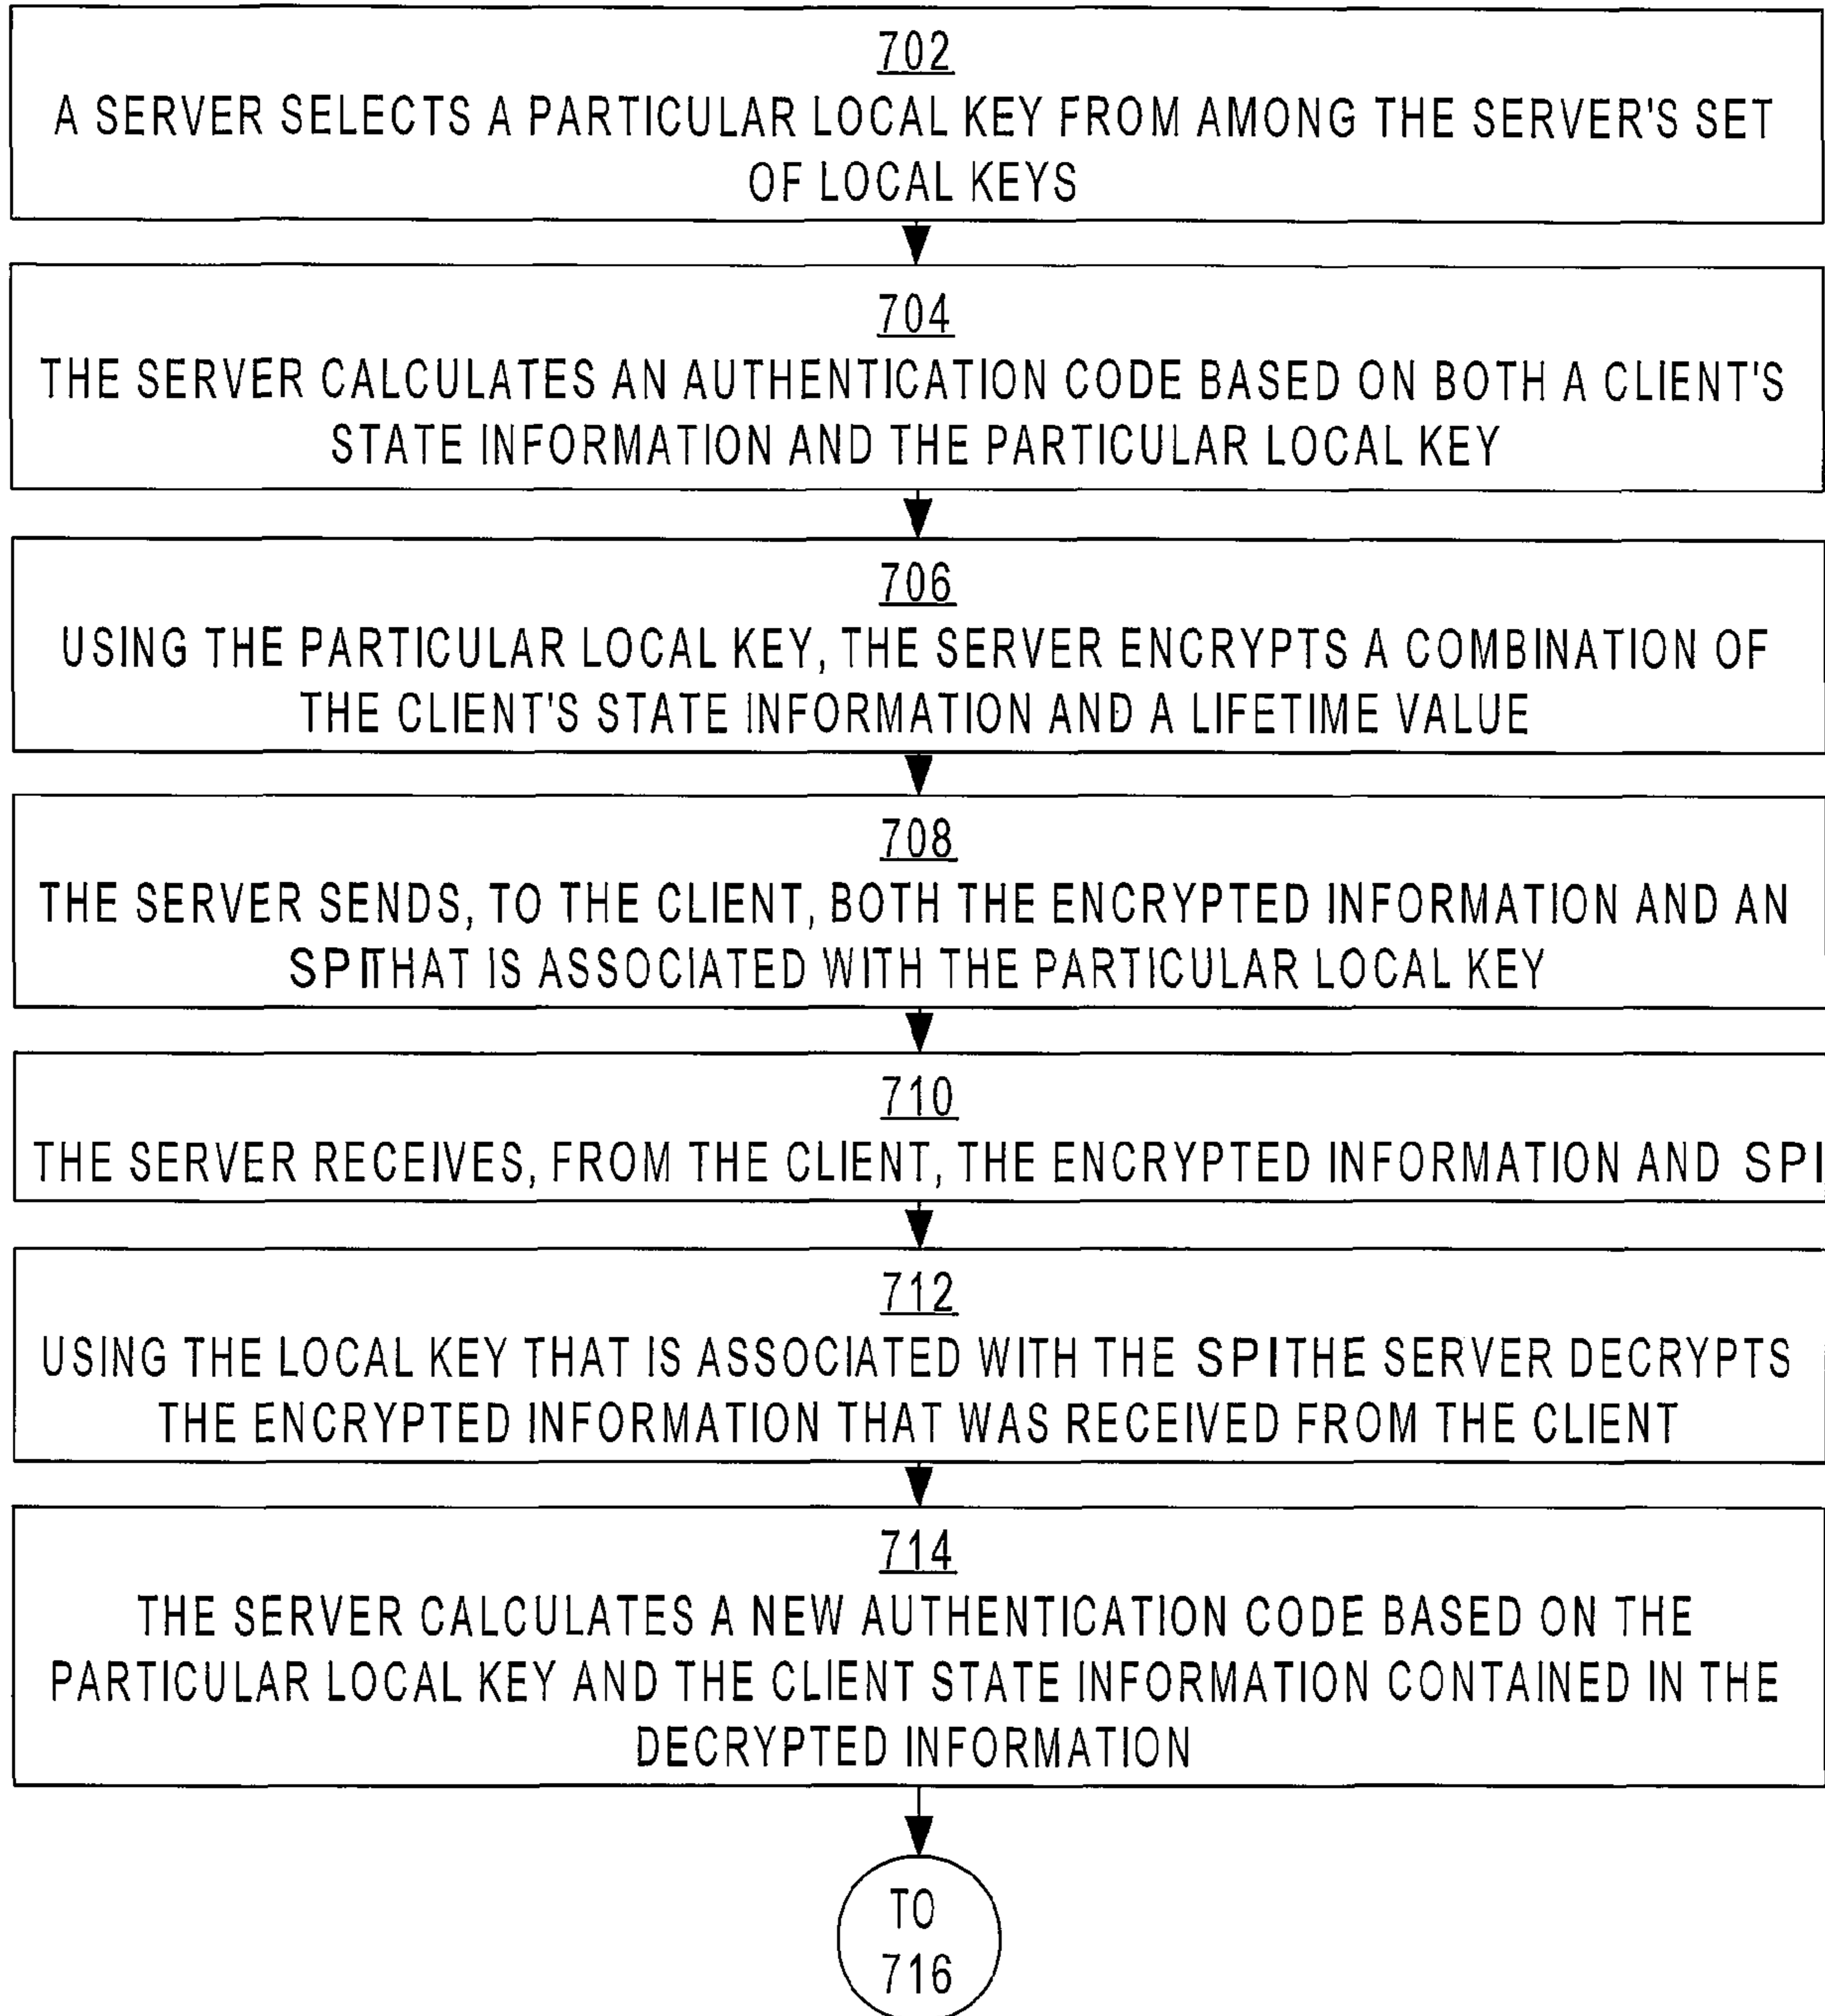 702
A SERVER SELECTS A PARTICULAR LOCAL KEY FROM AMONG THE SERVER'S SET
OF LOCAL KEYS
704
THE SERVER CALCULATES AN AUTHENTICATION CODE BASED ON BOTH A CLIENT'S
STATE INFORMATION AND THE PARTICULAR LOCAL KEY
706
USING THE PARTICULAR LOCAL KEY, THE SERVER ENCRYPTS A COMBINATION OF
THE CLIENT'S STATE INFORMATION AND A LIFETIME VALUE
708
THE SERVER SENDS, TO THE CLIENT, BOTH THE ENCRYPTED INFORMATION AND AN
SPITHAT IS ASSOCIATED WITH THE PARTICULAR LOCAL KEY
710
THE SERVER RECEIVES, FROM THE CLIENT, THE ENCRYPTED INFORMATION AND SPI
712
USING THE LOCAL KEY THAT IS ASSOCIATED WITH THE SPITHE SERVER DECRYPTS
THE ENCRYPTED INFORMATION THAT WAS RECEIVED FROM THE CLIENT
714
THE SERVER CALCULATES A NEW AUTHENTICATION CODE BASED ON THE
PARTICULAR LOCAL KEY AND THE CLIENT STATE INFORMATION CONTAINED IN THE
DECRYPTED INFORMATION
TO
716